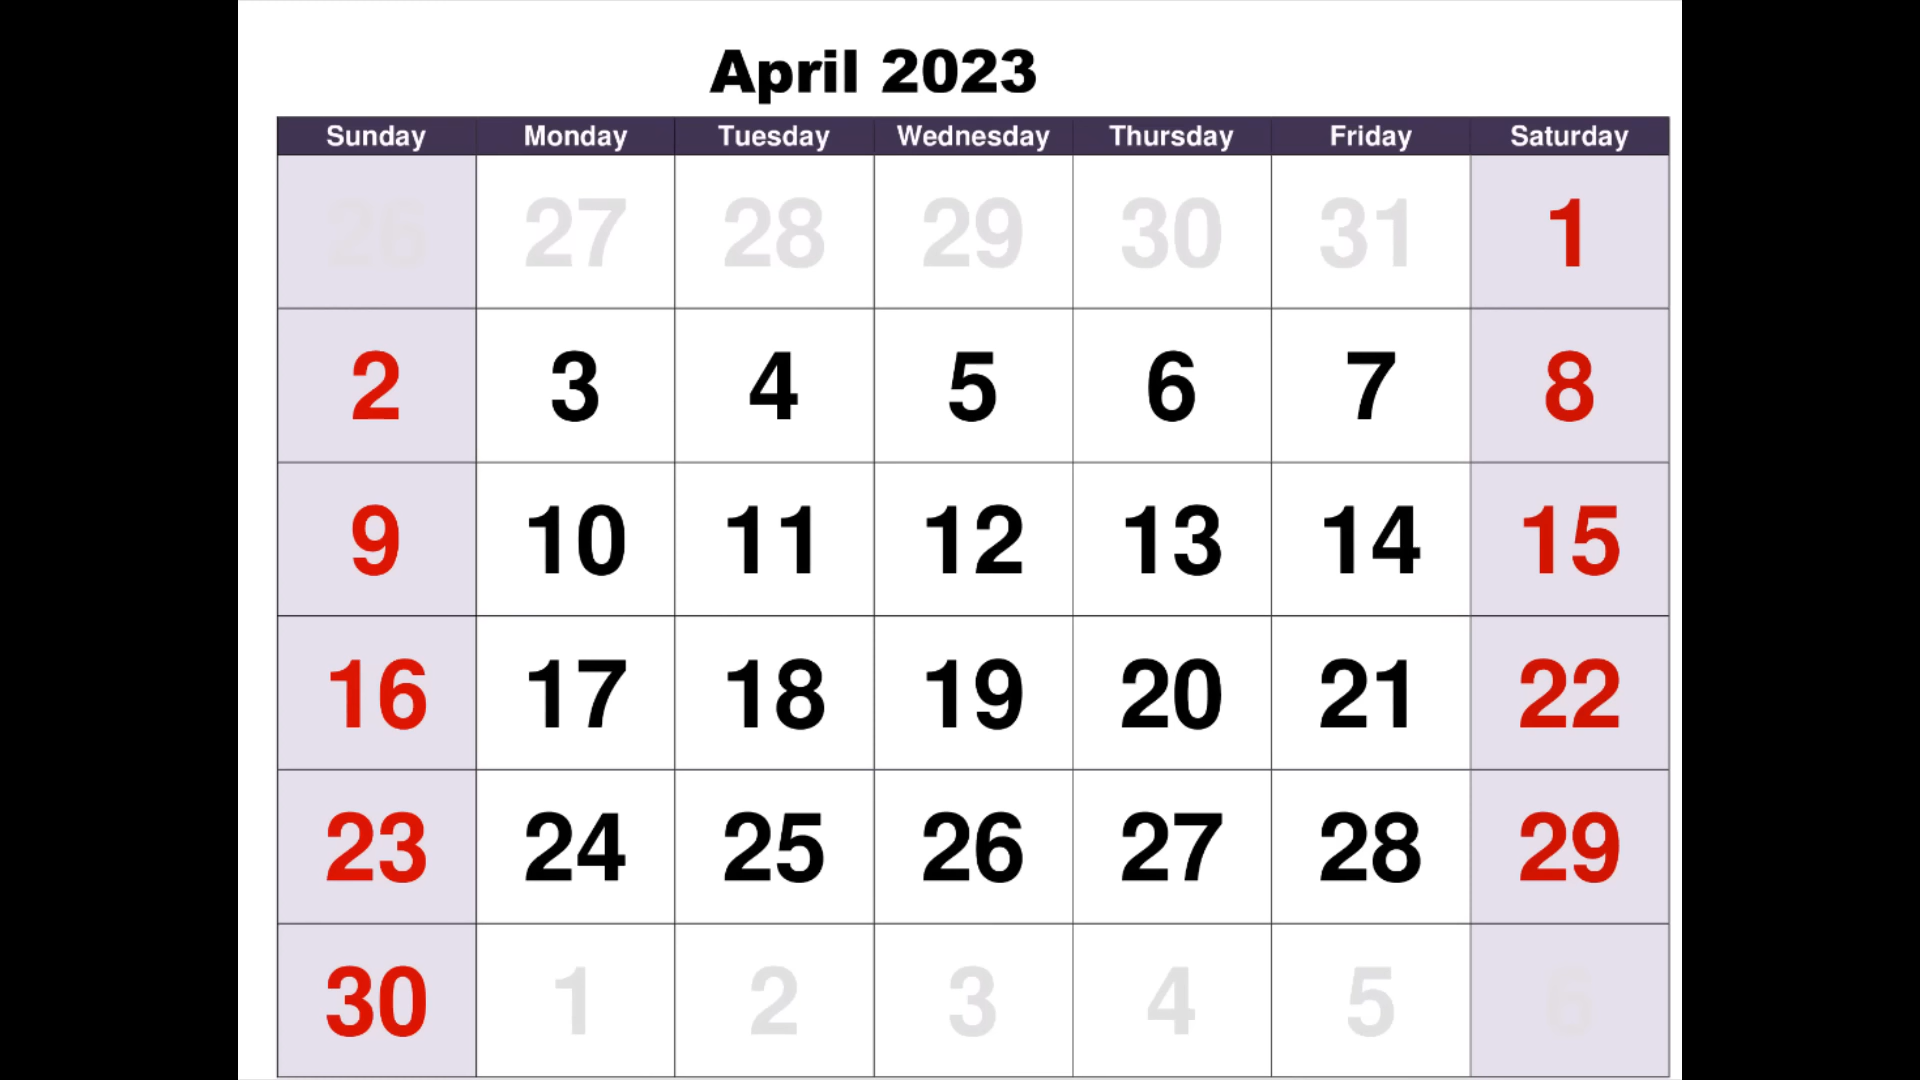 April 2023
Sunday Monday Tuesday Wednesday Thursday Friday Saturday
26 27 28 29 30 31 1
2 3 4 5 6 7 8
9 10 11 12 13 14 15
16 17 18 19 20 21 22
23 24 25 26 27 28 29
30 1 2 3 4 5 6